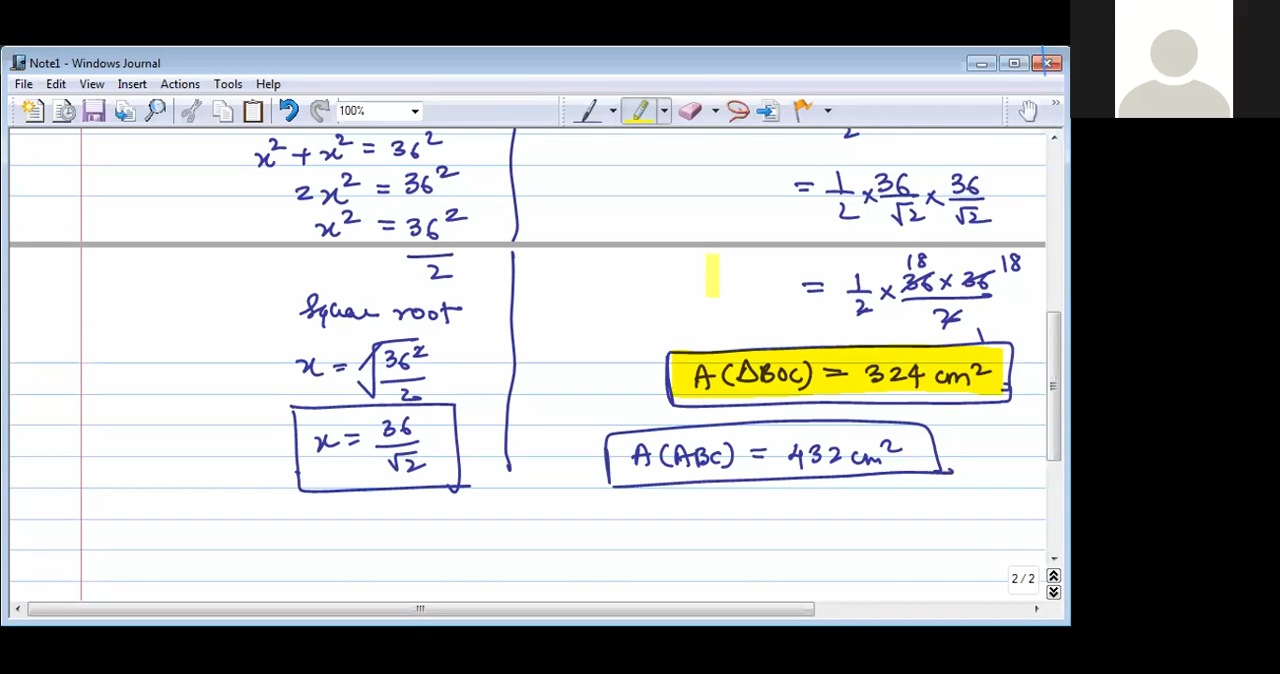 Note1 - Windows Journal
File Edit View Insert Actions Tools Help
100%
x² + x² = 36²
2x² = 36²
x² = 36²
2
Square root
x = √36²/2
x = 36/√2
2
= 1/2 × 36/√2 × 36/√2
18 18
= 1/2 × 36 × 36/2
1
A(ΔBOC) = 324 cm²
A(ABC) = 432 cm²
2 / 2